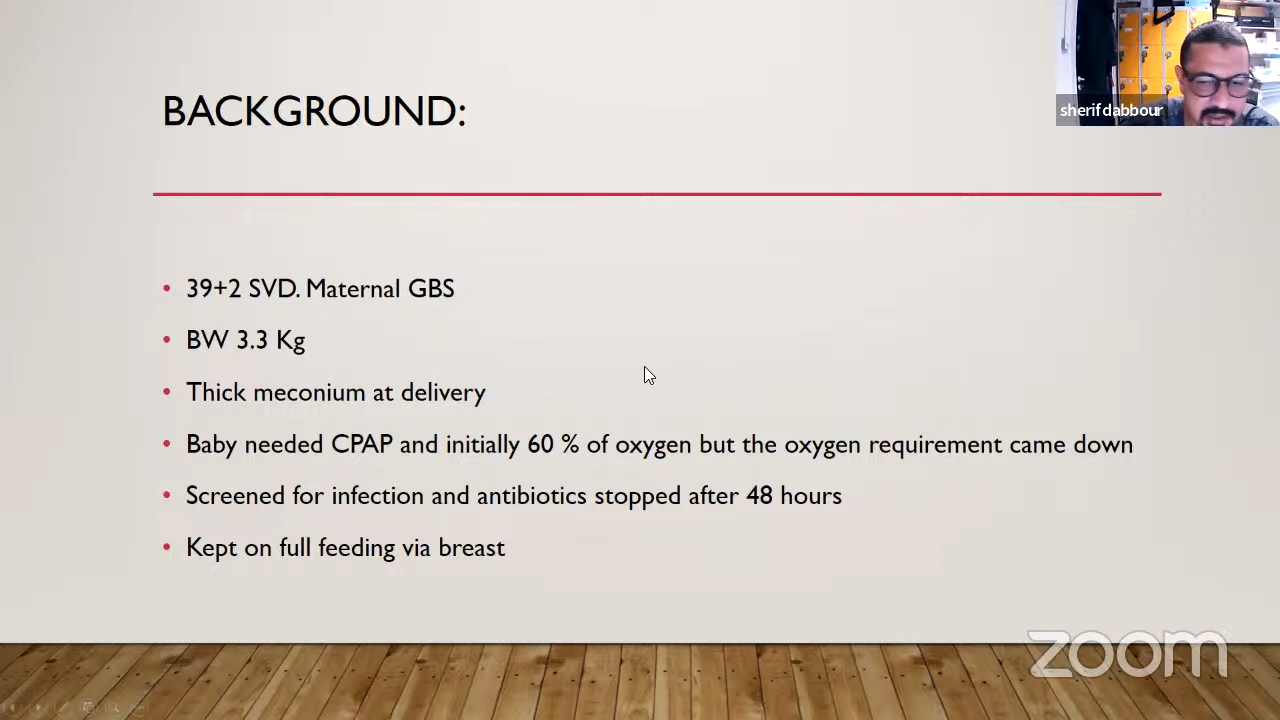 BACKGROUND:
sherif dabbour
39+2 SVD. Maternal GBS
BW 3.3 Kg
Thick meconium at delivery
Baby needed CPAP and initially 60 % of oxygen but the oxygen requirement came down
Screened for infection and antibiotics stopped after 48 hours
Kept on full feeding via breast
zoom